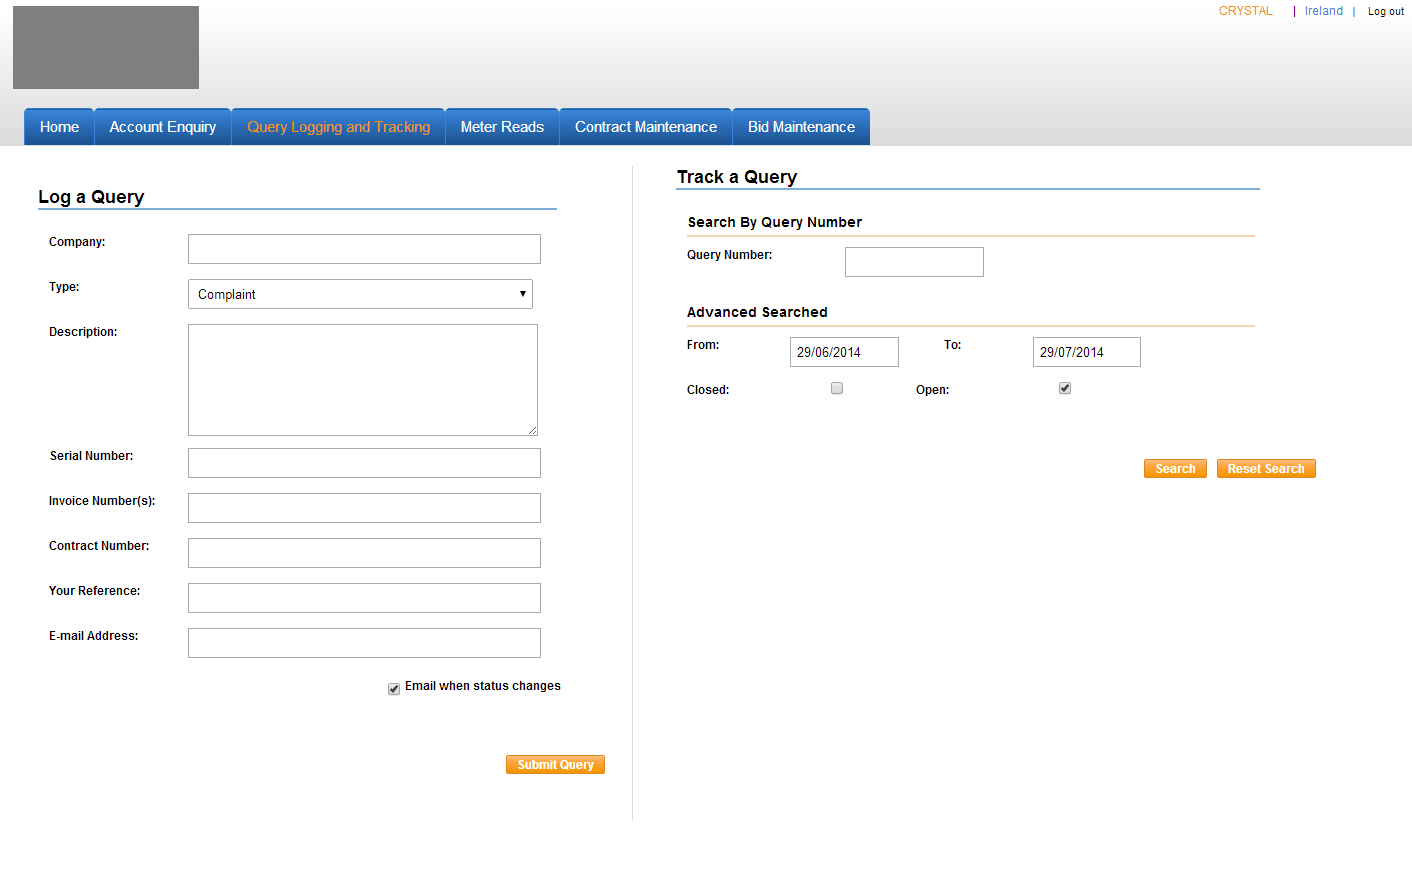 CRYSTAL | Ireland | Log out
Home Account Enquiry Query Logging and Tracking Meter Reads Contract Maintenance Bid Maintenance
Log a Query
Company:
Type: Complaint
Description:
Serial Number:
Invoice Number(s):
Contract Number:
Your Reference:
E-mail Address:
Email when status changes
Submit Query
Track a Query
Search By Query Number
Query Number:
Advanced Searched
From: 29/06/2014 To: 29/07/2014
Closed: Open:
Search Reset Search